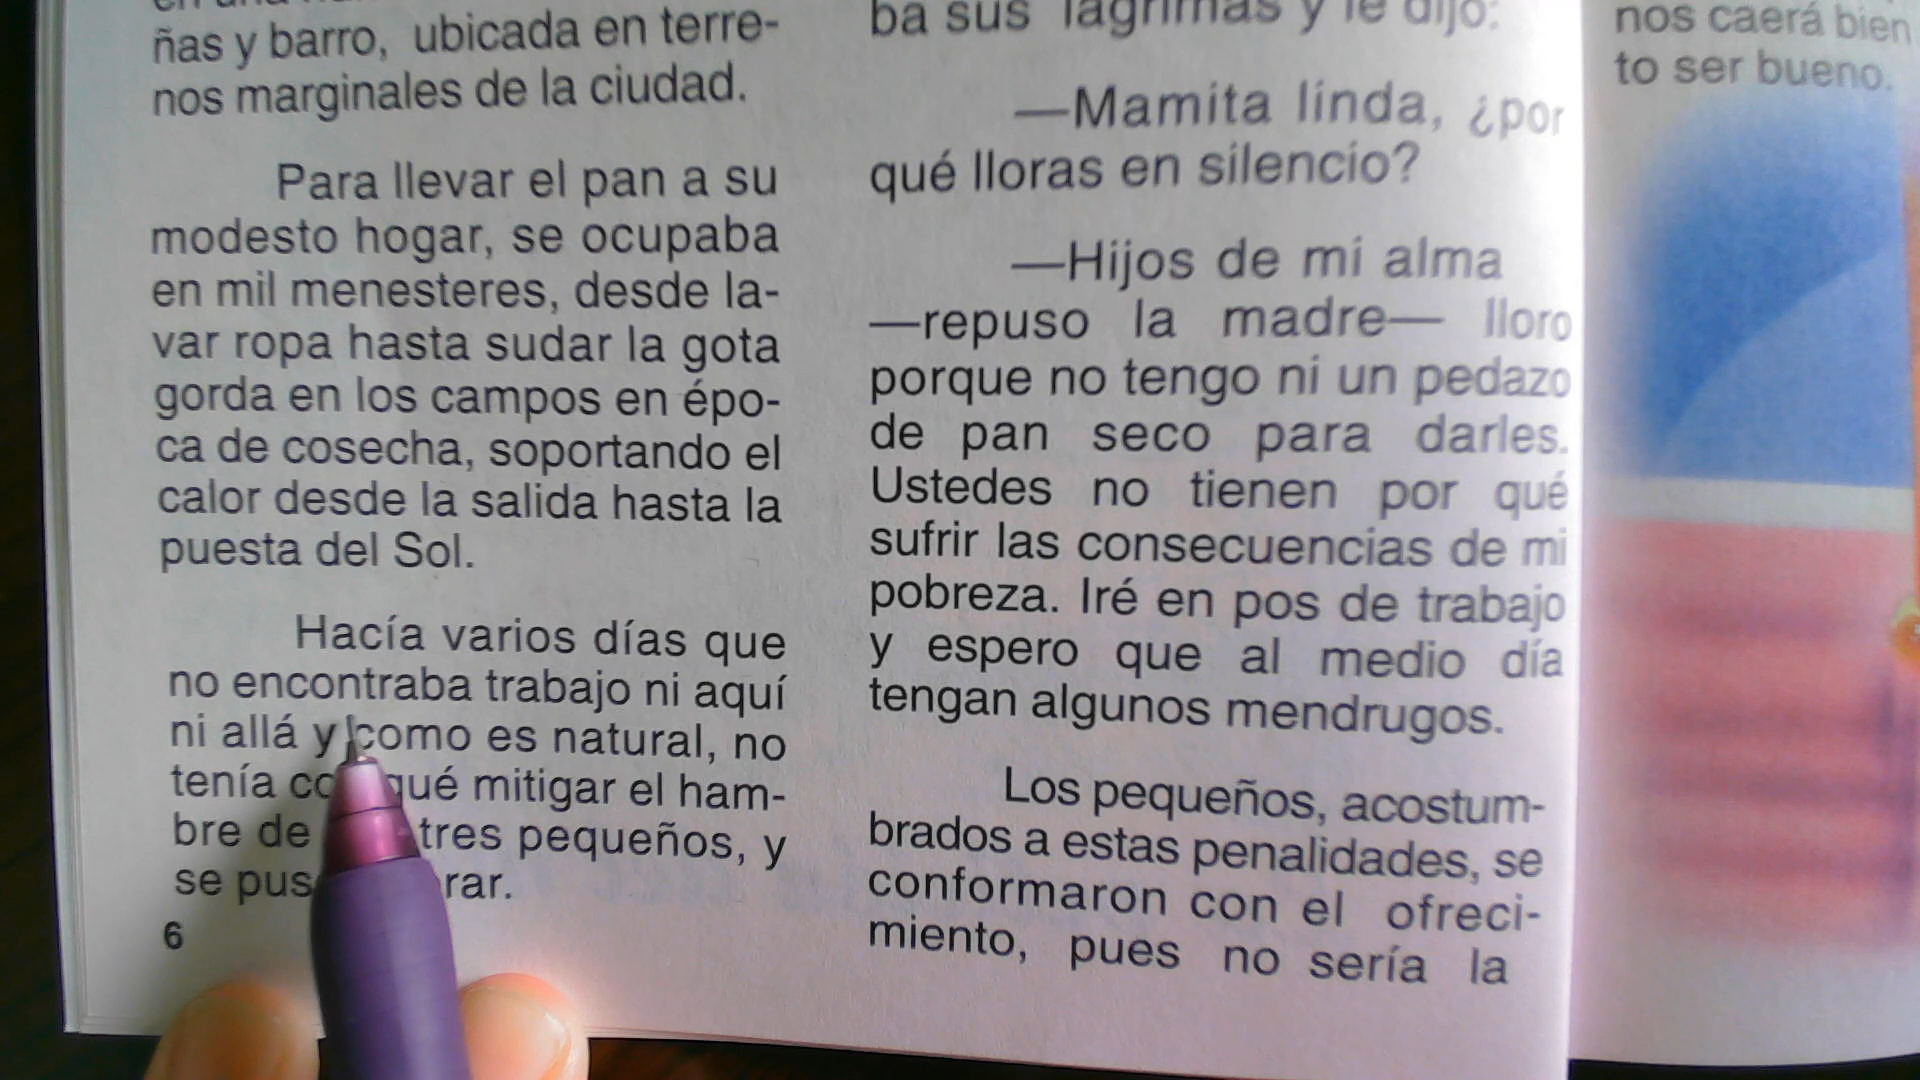 ñas y barro, ubicada en terre-
nos marginales de la ciudad.
Para llevar el pan a su
modesto hogar, se ocupaba
en mil menesteres, desde la-
var ropa hasta sudar la gota
gorda en los campos en épo-
ca de cosecha, soportando el
calor desde la salida hasta la
puesta del Sol.
Hacía varios días que
no encontraba trabajo ni aquí
ni allá y como es natural, no
tenía qué mitigar el ham-
bre de tres pequeños, y
se
6
ba sus lágrimas y le dijo:
—Mamita linda, ¿por
qué lloras en silencio?
—Hijos de mi alma
—repuso la madre— lloro
porque no tengo ni un pedazo
de pan seco para darles.
Ustedes no tienen por qué
sufrir las consecuencias de mi
pobreza. Iré en pos de trabajo
y espero que al medio día
tengan algunos mendrugos.
Los pequeños, acostum-
brados a estas penalidades, se
conformaron con el ofreci-
miento, pues no sería la
nos caerá bien
to ser bueno.